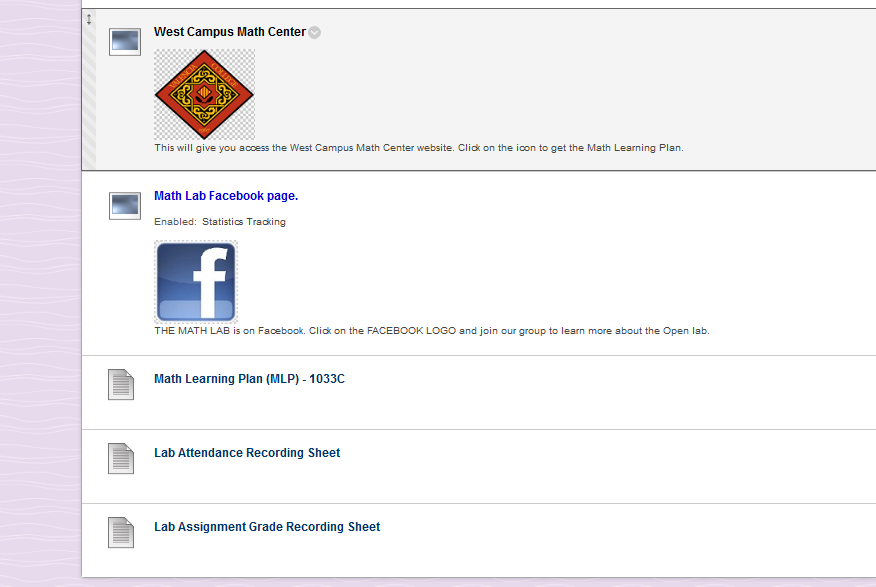 West Campus Math Center
VALENCIA COLLEGE
1967
This will give you access the West Campus Math Center website. Click on the icon to get the Math Learning Plan.
Math Lab Facebook page.
Enabled: Statistics Tracking
f
THE MATH LAB is on Facebook. Click on the FACEBOOK LOGO and join our group to learn more about the Open lab.
Math Learning Plan (MLP) - 1033C
Lab Attendance Recording Sheet
Lab Assignment Grade Recording Sheet